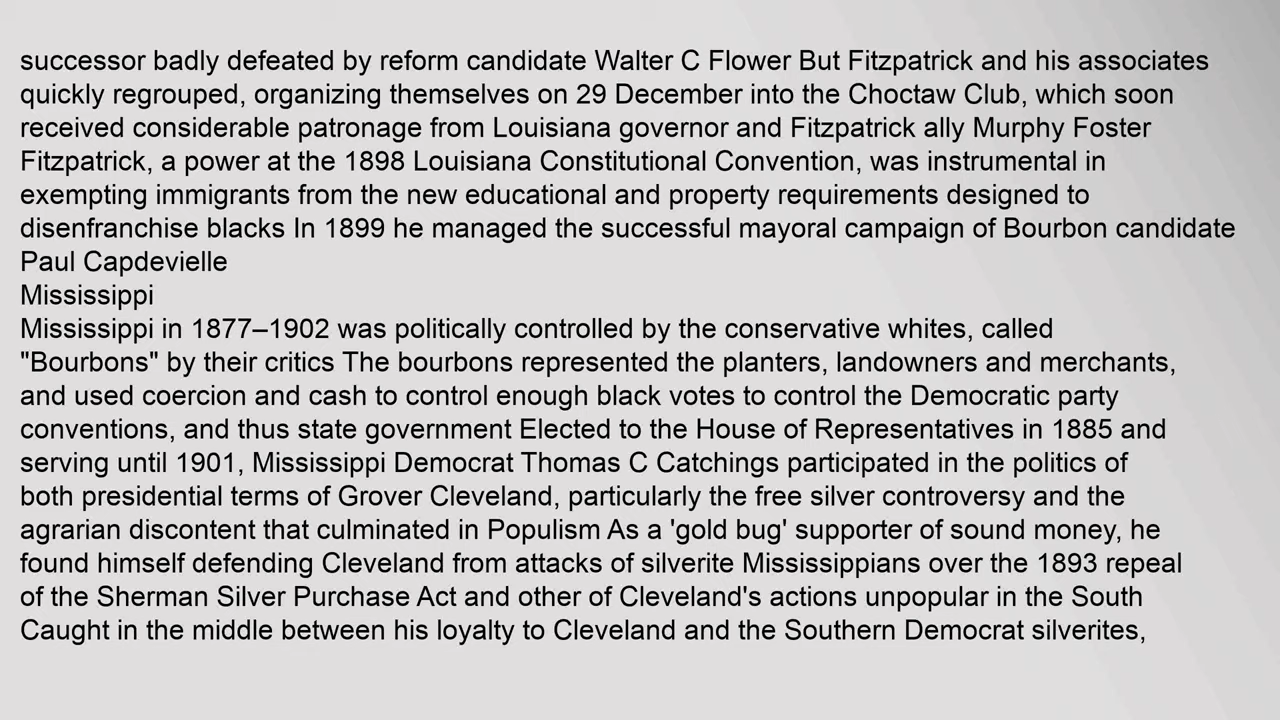 successor badly defeated by reform candidate Walter C Flower But Fitzpatrick and his associates
quickly regrouped, organizing themselves on 29 December into the Choctaw Club, which soon
received considerable patronage from Louisiana governor and Fitzpatrick ally Murphy Foster
Fitzpatrick, a power at the 1898 Louisiana Constitutional Convention, was instrumental in
exempting immigrants from the new educational and property requirements designed to
disenfranchise blacks In 1899 he managed the successful mayoral campaign of Bourbon candidate
Paul Capdevielle
Mississippi
Mississippi in 1877–1902 was politically controlled by the conservative whites, called
"Bourbons" by their critics The bourbons represented the planters, landowners and merchants,
and used coercion and cash to control enough black votes to control the Democratic party
conventions, and thus state government Elected to the House of Representatives in 1885 and
serving until 1901, Mississippi Democrat Thomas C Catchings participated in the politics of
both presidential terms of Grover Cleveland, particularly the free silver controversy and the
agrarian discontent that culminated in Populism As a 'gold bug' supporter of sound money, he
found himself defending Cleveland from attacks of silverite Mississippians over the 1893 repeal
of the Sherman Silver Purchase Act and other of Cleveland's actions unpopular in the South
Caught in the middle between his loyalty to Cleveland and the Southern Democrat silverites,